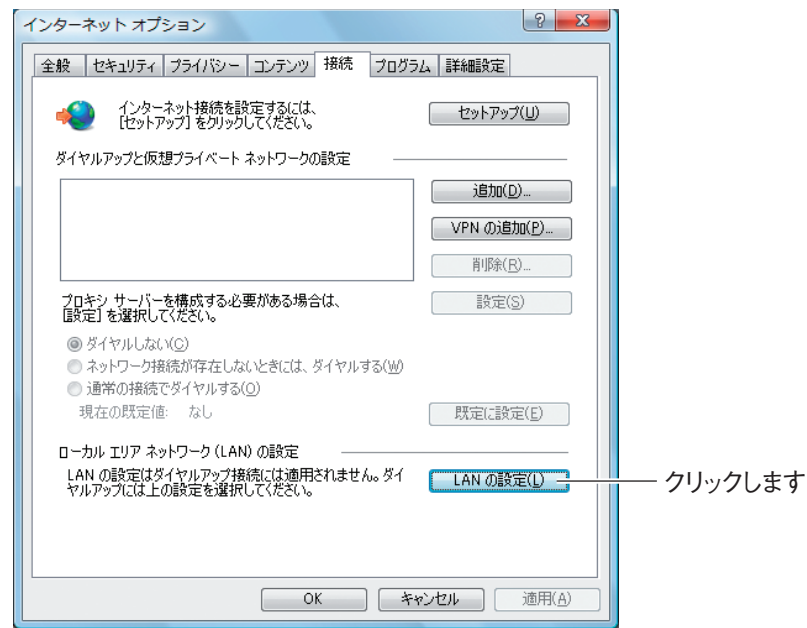 インターネット オプション
全般 セキュリティ プライバシー コンテンツ 接続 プログラム 詳細設定
インターネット接続を設定するには、
[セットアップ] をクリックしてください。
セットアップ(U)
ダイヤルアップと仮想プライベート ネットワークの設定
追加(D)...
VPN の追加(P)...
削除(R)...
プロキシ サーバーを構成する必要がある場合は、
[設定] を選択してください。
設定(S)
ダイヤルしない(C)
ネットワーク接続が存在しないときには、ダイヤルする(W)
通常の接続でダイヤルする(O)
現在の既定値: なし
既定に設定(E)
ローカル エリア ネットワーク (LAN) の設定
LAN の設定はダイヤルアップ接続には適用されません。ダイ
ヤルアップには上の設定を選択してください。
LAN の設定(L)
クリックします
OK キャンセル 適用(A)